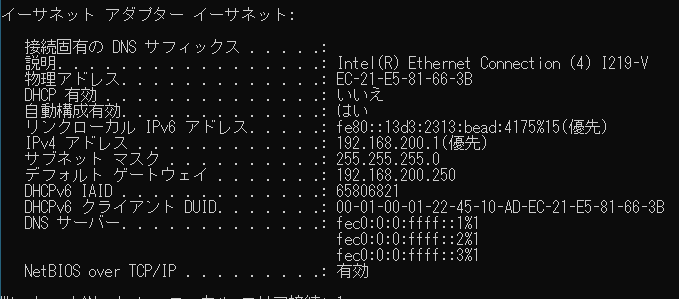 イーサネット アダプター イーサネット:
接続固有の DNS サフィックス . . . . .:
説明. . . . . . . . . . . . . . . . .: Intel(R) Ethernet Connection (4) I219-V
物理アドレス. . . . . . . . . . . . .: EC-21-E5-81-66-3B
DHCP 有効 . . . . . . . . . . . . . .: いいえ
自動構成有効. . . . . . . . . . . . .: はい
リンクローカル IPv6 アドレス. . . . .: fe80::13d3:2313:bead:4175%15(優先)
IPv4 アドレス . . . . . . . . . . . .: 192.168.200.1(優先)
サブネット マスク . . . . . . . . . .: 255.255.255.0
デフォルト ゲートウェイ . . . . . . .: 192.168.200.250
DHCPv6 IAID . . . . . . . . . . . . .: 65806821
DHCPv6 クライアント DUID. . . . . . .: 00-01-00-01-22-45-10-AD-EC-21-E5-81-66-3B
DNS サーバー. . . . . . . . . . . . .: fec0:0:0:ffff::1%1
fec0:0:0:ffff::2%1
fec0:0:0:ffff::3%1
NetBIOS over TCP/IP . . . . . . . . .: 有効